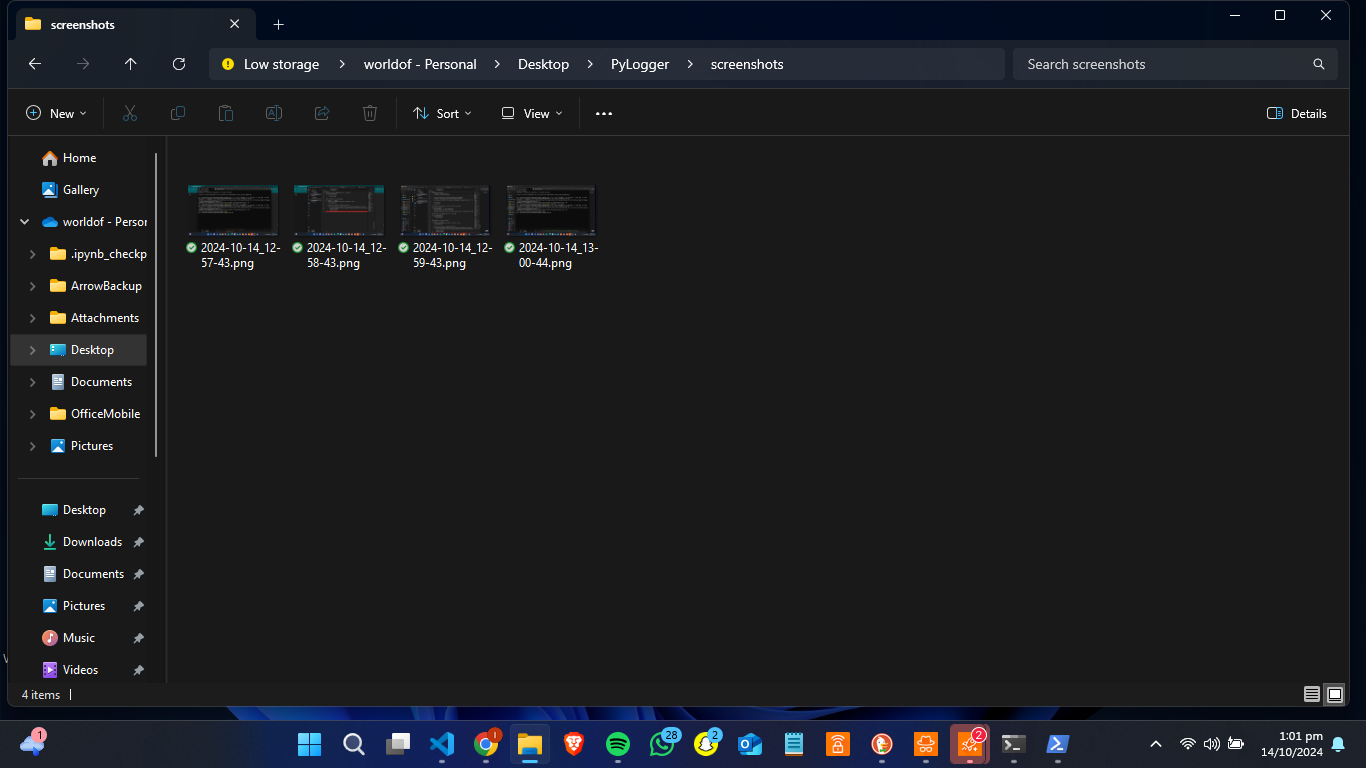 screenshots
Low storage
worldof - Personal
Desktop
PyLogger
screenshots
Search screenshots
New
Sort
View
Details
Home
Gallery
worldof - Person
.ipynb_checkp
ArrowBackup
Attachments
Desktop
Documents
OfficeMobile
Pictures
Desktop
Downloads
Documents
Pictures
Music
Videos
2024-10-14_12-
57-43.png
2024-10-14_12-
58-43.png
2024-10-14_12-
59-43.png
2024-10-14_13-
00-44.png
4 items
1
28
2
2
1:01 pm
14/10/2024